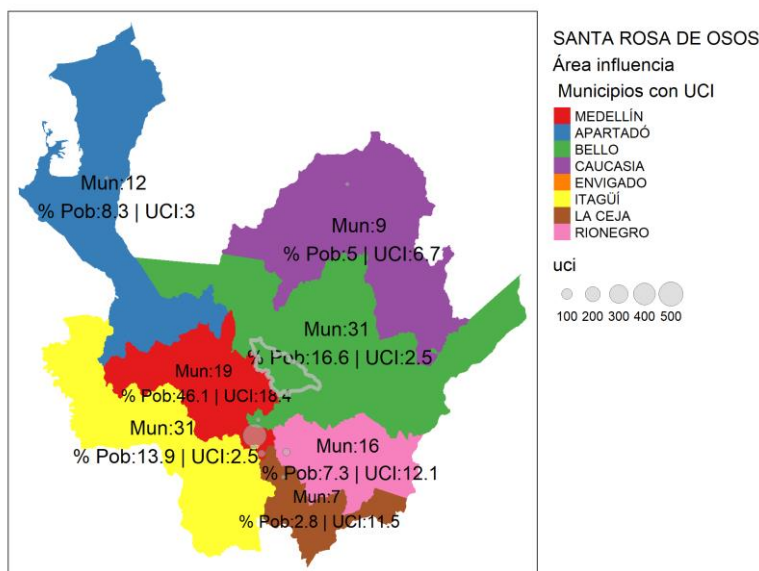 SANTA ROSA DE OSOS
Área influencia
Municipios con UCI
MEDELLÍN
APARTADÓ
BELLO
CAUCASIA
ENVIGADO
ITAGÜÍ
LA CEJA
RIONEGRO
uci
100 200 300 400 500
Mun:12
% Pob:8.3 | UCI:3
Mun:9
% Pob:5 | UCI:6.7
Mun:31
% Pob:16.6 | UCI:2.5
Mun:19
% Pob:46.1 | UCI:18.4
Mun:31
% Pob:13.9 | UCI:2.5
Mun:16
% Pob:7.3 | UCI:12.1
Mun:7
% Pob:2.8 | UCI:11.5